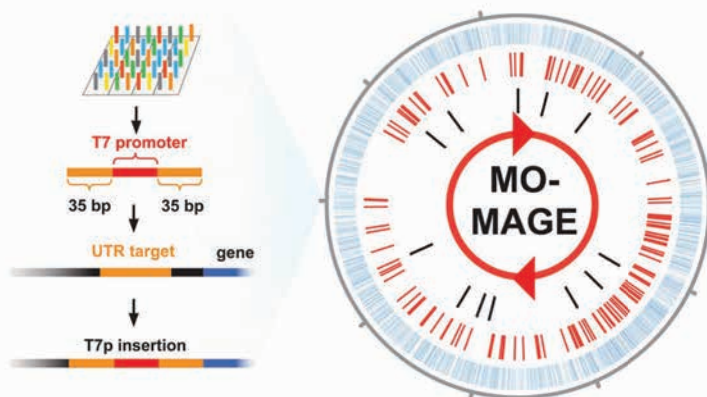 T7 promoter
35 bp 35 bp
UTR target gene
T7p insertion
MO-
MAGE